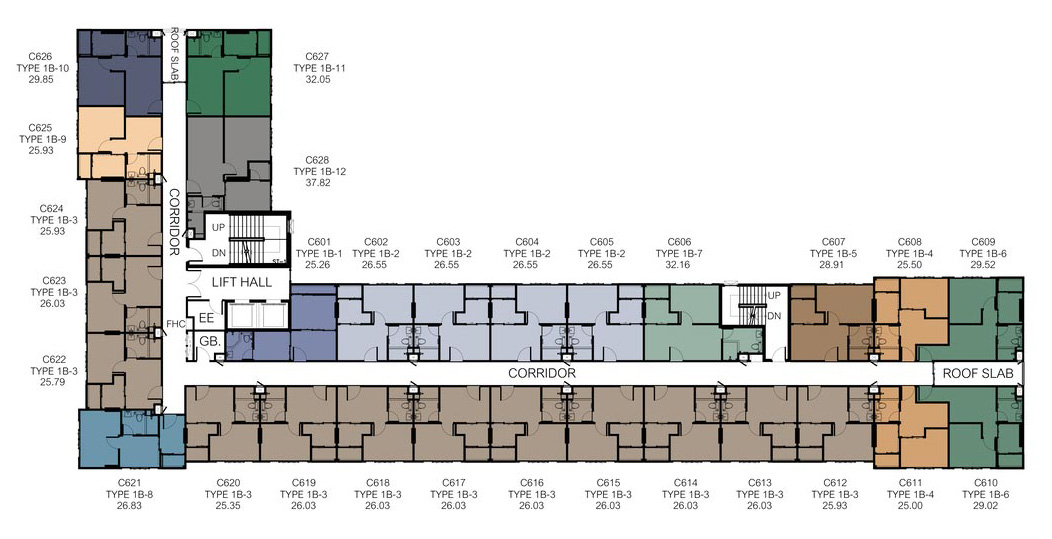 ROOF SLAB
C626
TYPE 1B-10
29.85
C627
TYPE 1B-11
32.05
C625
TYPE 1B-9
25.93
C628
TYPE 1B-12
37.82
C624
TYPE 1B-3
25.93
CORRIDOR
UP
DN
ST-1
C601
TYPE 1B-1
25.26
C602
TYPE 1B-2
26.55
C603
TYPE 1B-2
26.55
C604
TYPE 1B-2
26.55
C605
TYPE 1B-2
26.55
C606
TYPE 1B-7
32.16
C607
TYPE 1B-5
28.91
C608
TYPE 1B-4
25.50
C609
TYPE 1B-6
29.52
C623
TYPE 1B-3
26.03
LIFT HALL
EE
FHC
GB.
UP
DN
C622
TYPE 1B-3
25.79
CORRIDOR
ROOF SLAB
C621
TYPE 1B-8
26.83
C620
TYPE 1B-3
25.35
C619
TYPE 1B-3
26.03
C618
TYPE 1B-3
26.03
C617
TYPE 1B-3
26.03
C616
TYPE 1B-3
26.03
C615
TYPE 1B-3
26.03
C614
TYPE 1B-3
26.03
C613
TYPE 1B-3
26.03
C612
TYPE 1B-3
25.93
C611
TYPE 1B-4
25.00
C610
TYPE 1B-6
29.02